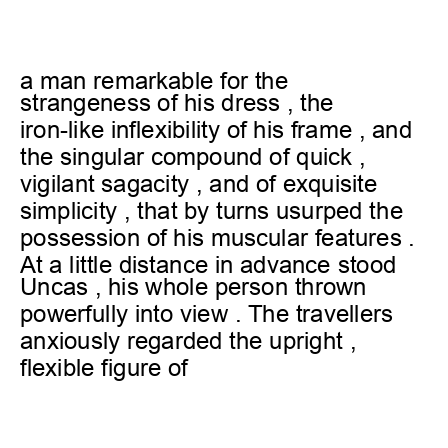 a man remarkable for the
strangeness of his dress , the
iron-like inflexibility of his frame , and
the singular compound of quick ,
vigilant sagacity , and of exquisite
simplicity , that by turns usurped the
possession of his muscular features .
At a little distance in advance stood
Uncas , his whole person thrown
powerfully into view . The travellers
anxiously regarded the upright ,
flexible figure of